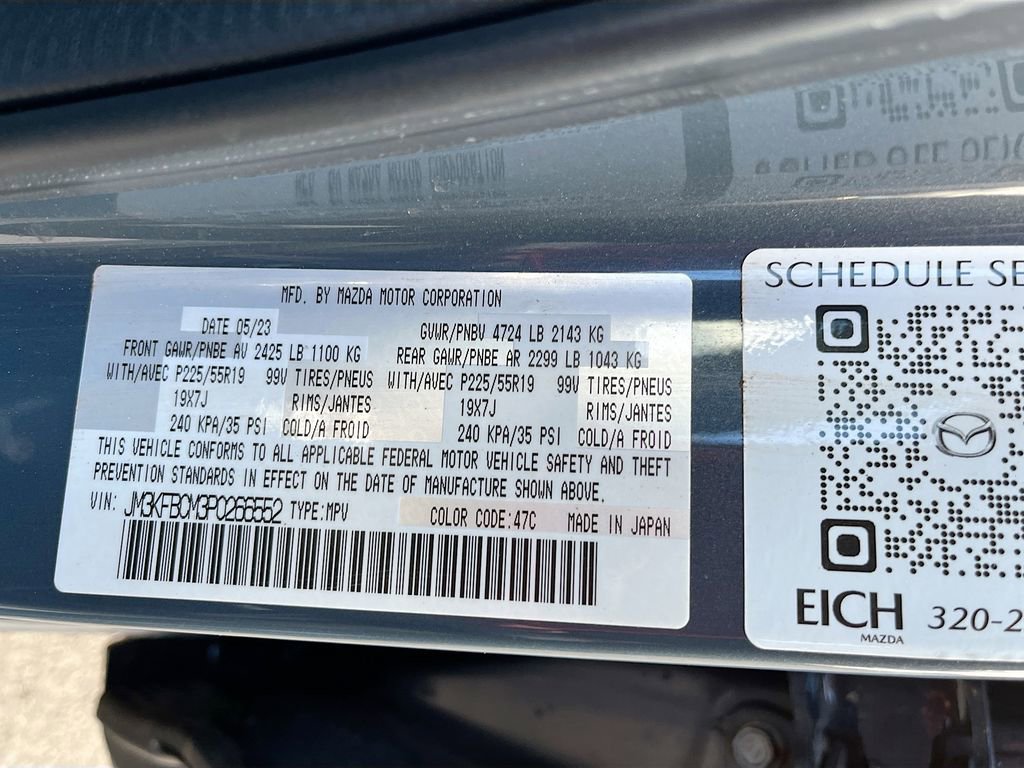 MFD. BY MAZDA MOTOR CORPORATION
DATE 05/23 GVWR/PNBV 4724 LB 2143 KG
FRONT GAWR/PNBE AV 2425 LB 1100 KG REAR GAWR/PNBE AR 2299 LB 1043 KG
WITH/AVEC P225/55R19 99V TIRES/PNEUS WITH/AVEC P225/55R19 99V TIRES/PNEUS
19X7J RIMS/JANTES 19X7J RIMS/JANTES
240 KPA/35 PSI COLD/A FROID 240 KPA/35 PSI COLD/A FROID
THIS VEHICLE CONFORMS TO ALL APPLICABLE FEDERAL MOTOR VEHICLE SAFETY AND THEFT
PREVENTION STANDARDS IN EFFECT ON THE DATE OF MANUFACTURE SHOWN ABOVE.
VIN: JM3KFBCM3P0266552 TYPE:MPV COLOR CODE:47C MADE IN JAPAN
SCHEDULE SE
EICH
MAZDA
320-2